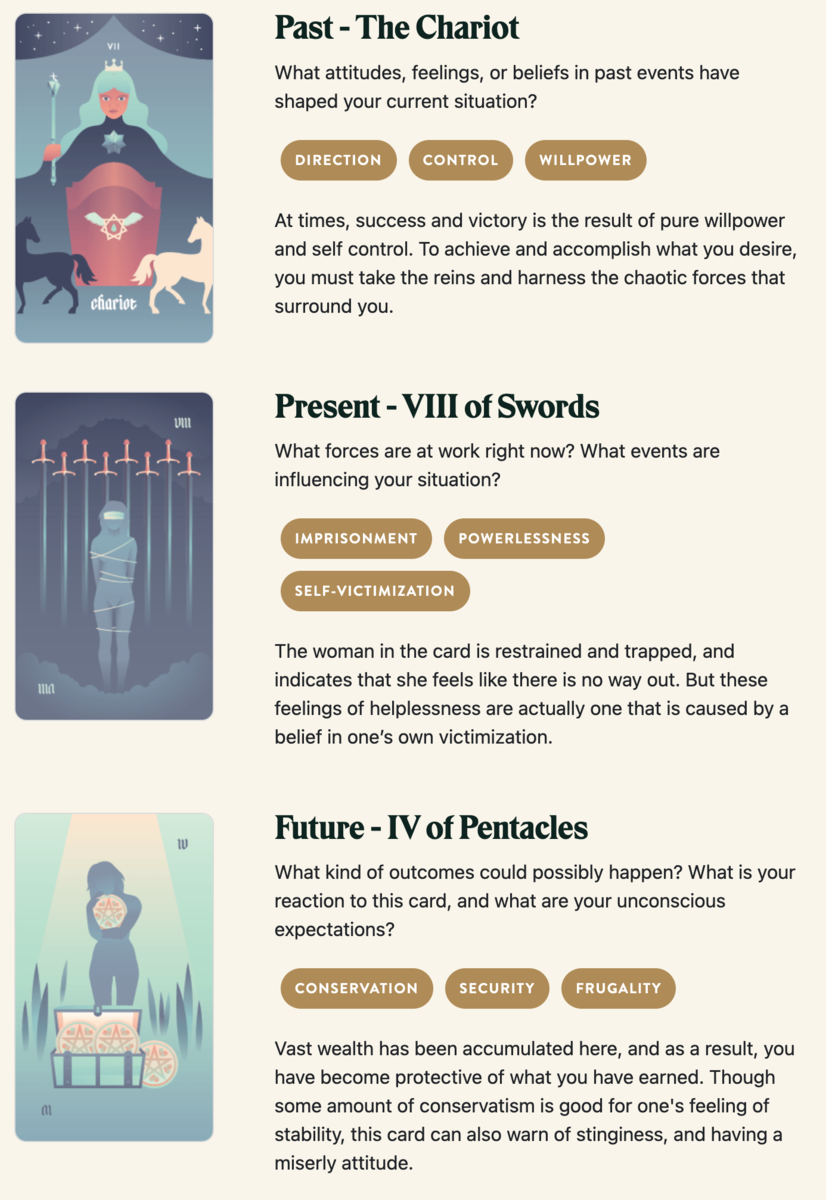 VII
chariot
Past - The Chariot
What attitudes, feelings, or beliefs in past events have
shaped your current situation?
DIRECTION CONTROL WILLPOWER
At times, success and victory is the result of pure willpower
and self control. To achieve and accomplish what you desire,
you must take the reins and harness the chaotic forces that
surround you.
VIII
VIII
Present - VIII of Swords
What forces are at work right now? What events are
influencing your situation?
IMPRISONMENT POWERLESSNESS
SELF-VICTIMIZATION
The woman in the card is restrained and trapped, and
indicates that she feels like there is no way out. But these
feelings of helplessness are actually one that is caused by a
belief in one’s own victimization.
IV
IV
Future - IV of Pentacles
What kind of outcomes could possibly happen? What is your
reaction to this card, and what are your unconscious
expectations?
CONSERVATION SECURITY FRUGALITY
Vast wealth has been accumulated here, and as a result, you
have become protective of what you have earned. Though
some amount of conservatism is good for one's feeling of
stability, this card can also warn of stinginess, and having a
miserly attitude.